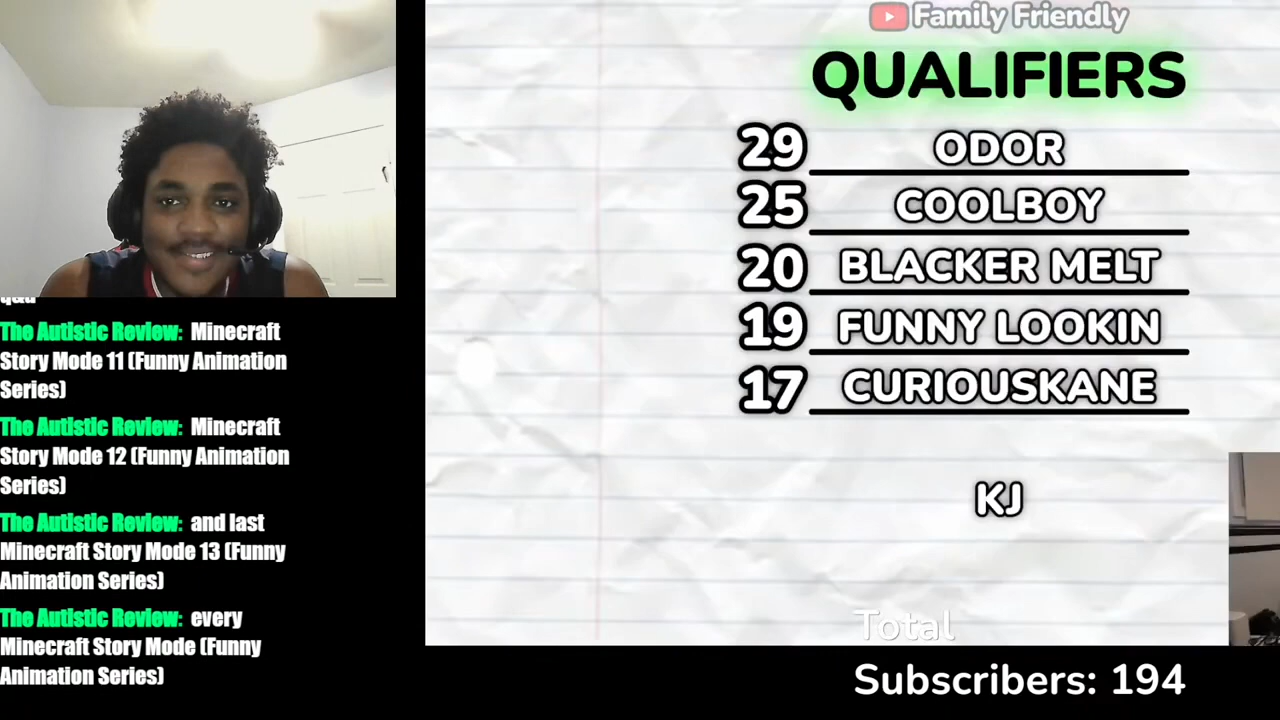 Family Friendly
QUALIFIERS
29 ODOR
25 COOLBOY
20 BLACKER MELT
19 FUNNY LOOKIN
17 CURIOUSKANE
KJ
Total
Subscribers: 194
The Autistic Review: Minecraft
Story Mode 11 (Funny Animation
Series)
The Autistic Review: Minecraft
Story Mode 12 (Funny Animation
Series)
The Autistic Review: and last
Minecraft Story Mode 13 (Funny
Animation Series)
The Autistic Review: every
Minecraft Story Mode (Funny
Animation Series)